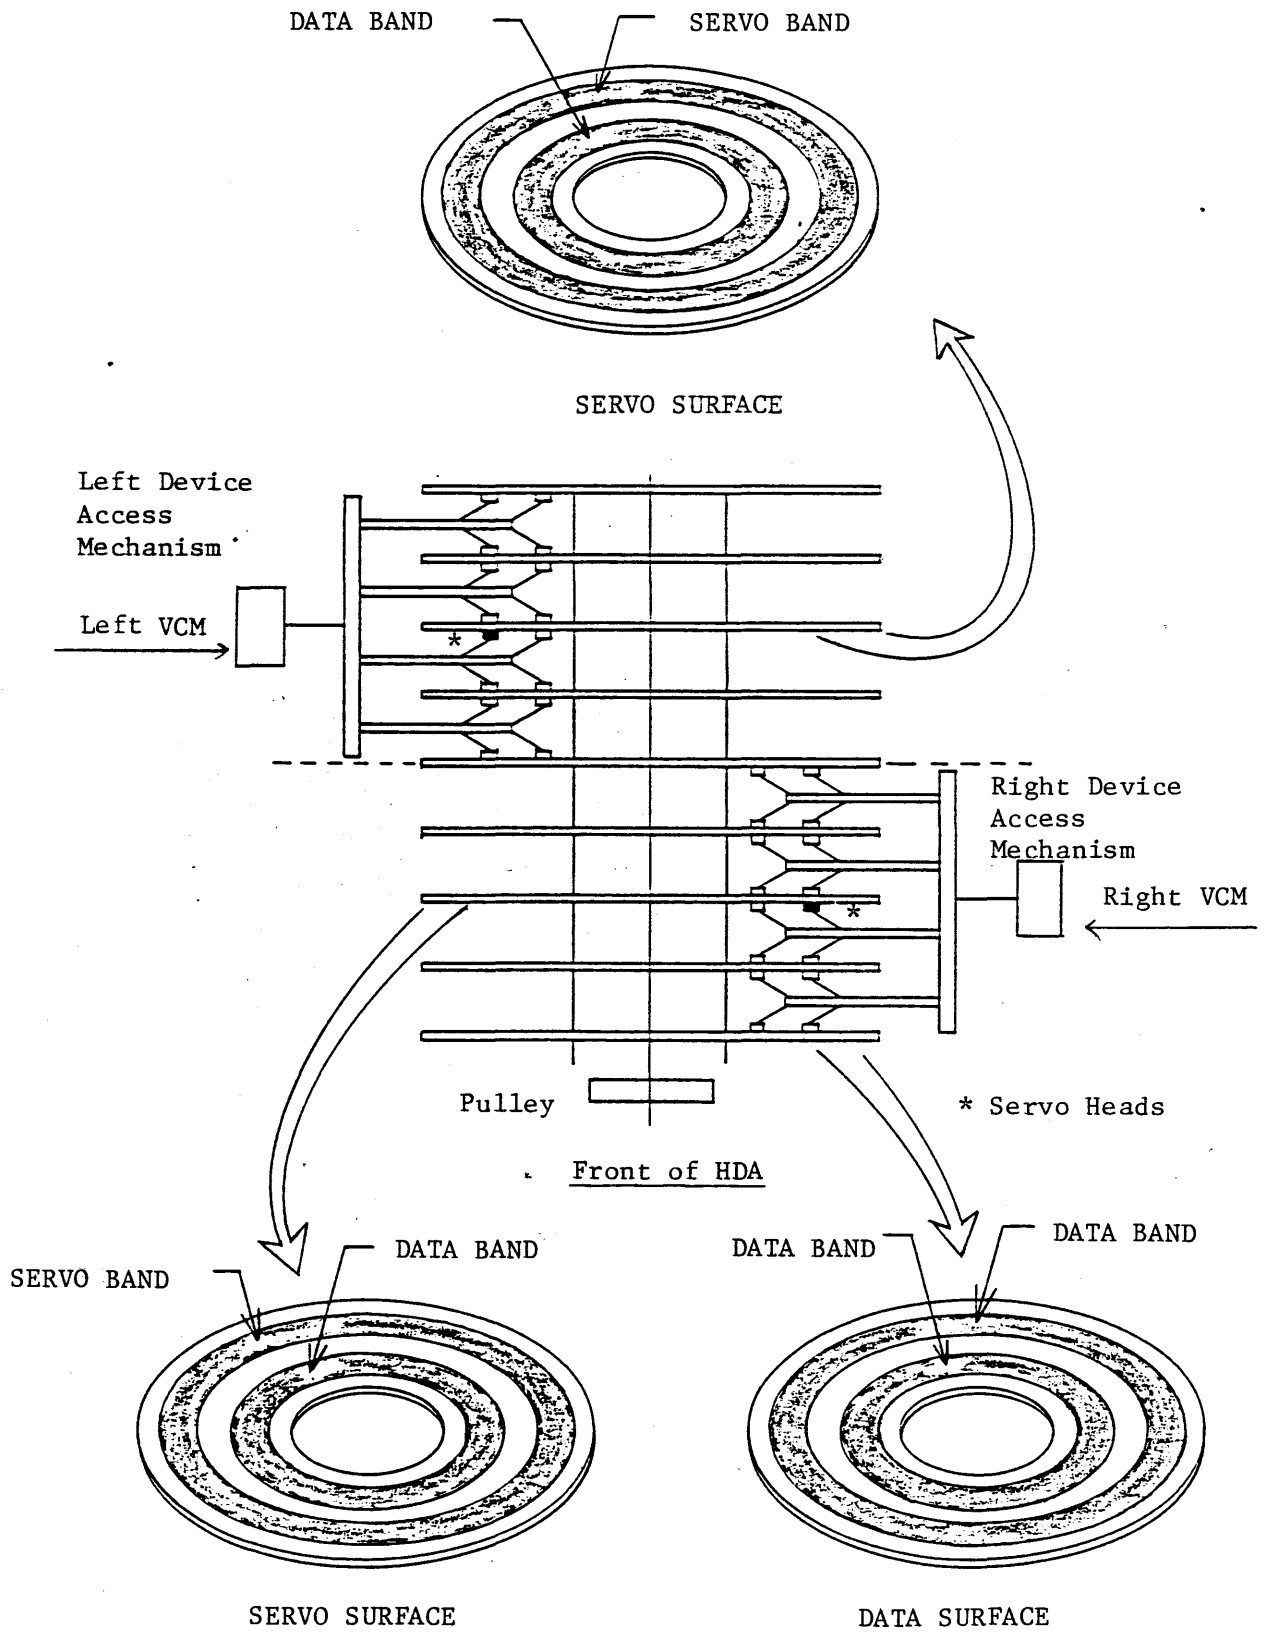 DATA BAND
SERVO BAND
SERVO SURFACE
Left Device
Access
Mechanism
Left VCM
*
Right Device
Access
Mechanism
Right VCM
*
Pulley
* Servo Heads
Front of HDA
SERVO BAND
DATA BAND
DATA BAND
DATA BAND
SERVO SURFACE
DATA SURFACE